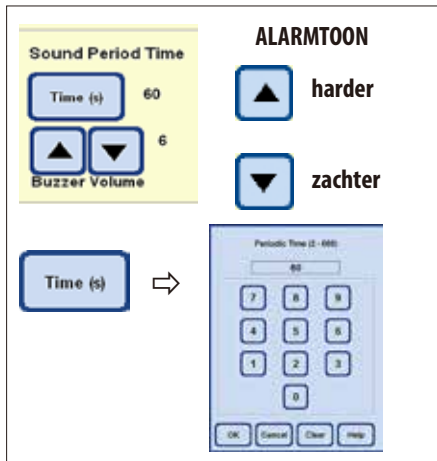 Sound Period Time
ALARMTOON
Time (s) 60
harder
6
Buzzer Volume
zachter
Time (s)
Periodic Time (2 - 600)
60
7 8 9
4 5 6
1 2 3
0
OK Cancel Clear Help